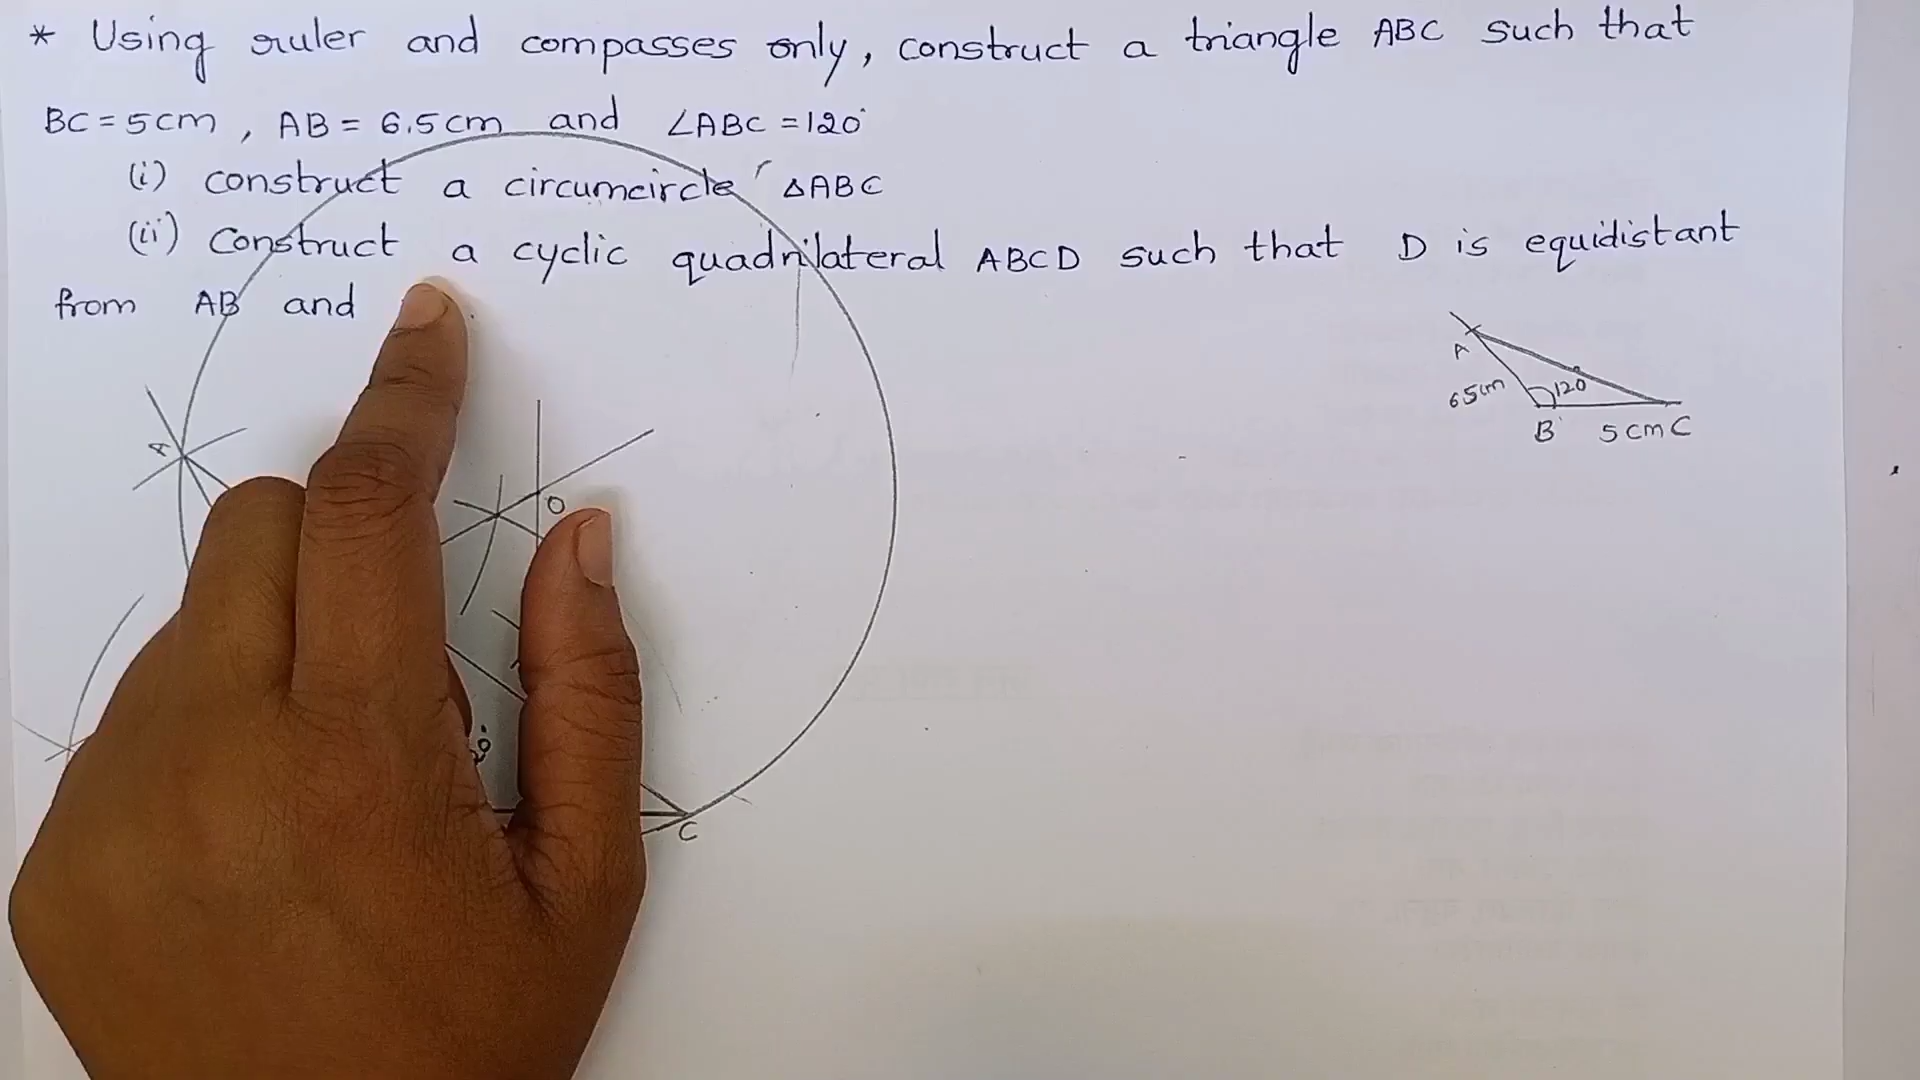 * Using ruler and compasses only, construct a triangle ABC such that
BC = 5cm, AB = 6.5cm and ∠ABC = 120°
(i) construct a circumcircle ΔABC
(ii) Construct a cyclic quadrilateral ABCD such that D is equidistant
from AB and
A
A
6.5cm
120
B
5cm C
O
C